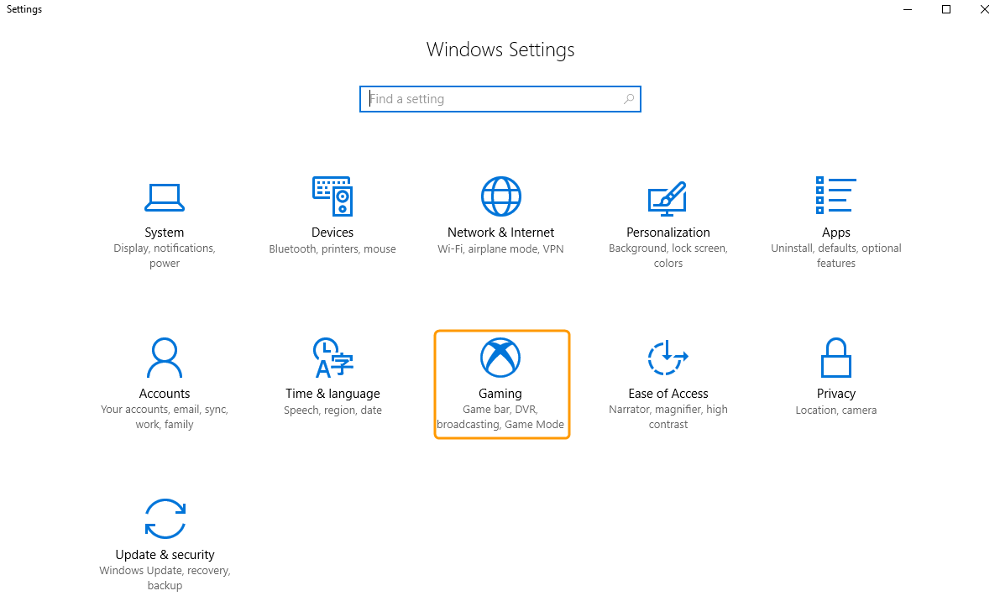 Settings
Windows Settings
Find a setting
System
Display, notifications,
power
Devices
Bluetooth, printers, mouse
Network & Internet
Wi-Fi, airplane mode, VPN
Personalization
Background, lock screen,
colors
Apps
Uninstall, defaults, optional
features
Accounts
Your accounts, email, sync,
work, family
A字
Time & language
Speech, region, date
Gaming
Game bar, DVR,
broadcasting, Game Mode
Ease of Access
Narrator, magnifier, high
contrast
Privacy
Location, camera
Update & security
Windows Update, recovery,
backup